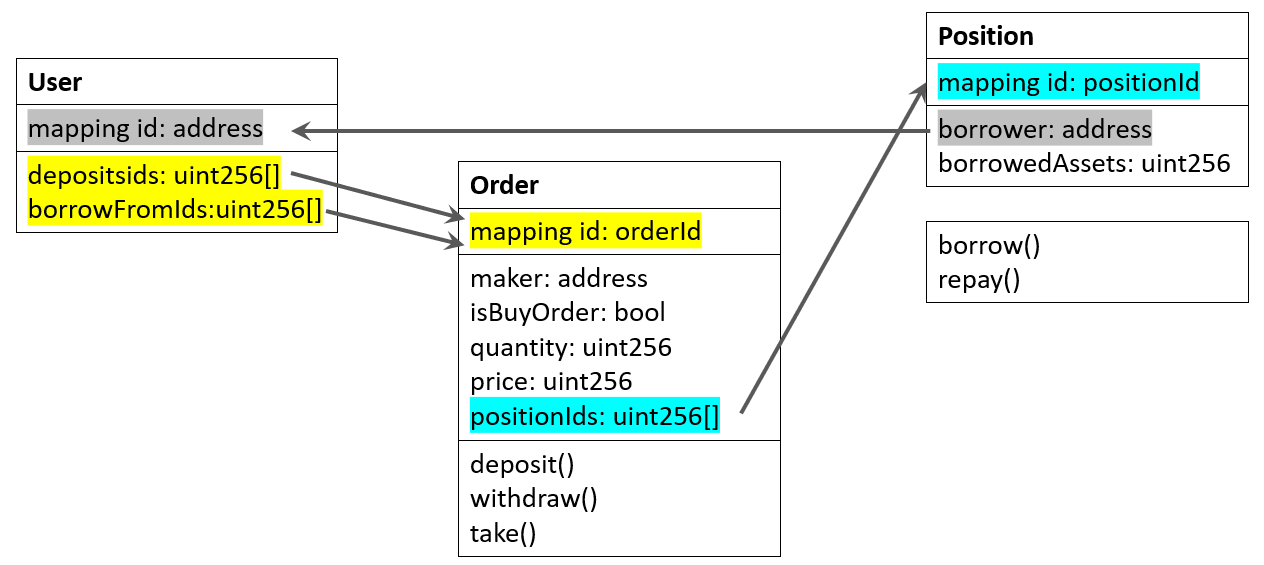 User
mapping id: address
depositsids: uint256[]
borrowFromIds:uint256[]
Order
mapping id: orderId
maker: address
isBuyOrder: bool
quantity: uint256
price: uint256
positionIds: uint256[]
deposit()
withdraw()
take()
Position
mapping id: positionId
borrower: address
borrowedAssets: uint256
borrow()
repay()